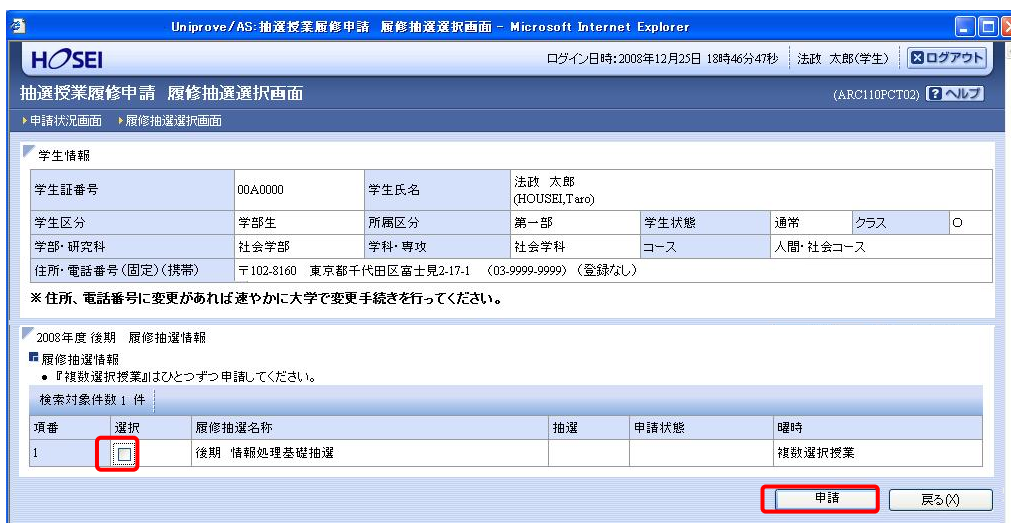 Uniprove/AS:抽選授業履修申請 履修抽選選択画面 - Microsoft Internet Explorer
HOSEI ログイン日時:2008年12月25日 18時46分47秒 法政 太郎(学生) ログアウト
抽選授業履修申請 履修抽選選択画面 (ARC110PCT02) ? ヘルプ
申請状況画面 履修抽選選択画面
学生情報
学生証番号 00A0000 学生氏名 法政 太郎
(HOUSEI,Taro)
学生区分 学部生 所属区分 第一部 学生状態 通常 クラス O
学部・研究科 社会学部 学科・専攻 社会学科 コース 人間・社会コース
住所・電話番号(固定)(携帯) 〒102-8160 東京都千代田区富士見2-17-1 (03-9999-9999) (登録なし)
※住所、電話番号に変更があれば速やかに大学で変更手続きを行ってください。
2008年度 後期 履修抽選情報
履修抽選情報
• 『複数選択授業』はひとつずつ申請してください。
検索対象件数 1 件
項番 選択 履修抽選名称 抽選 申請状態 曜時
1 後期 情報処理基礎抽選 複数選択授業
申請 戻る(X)